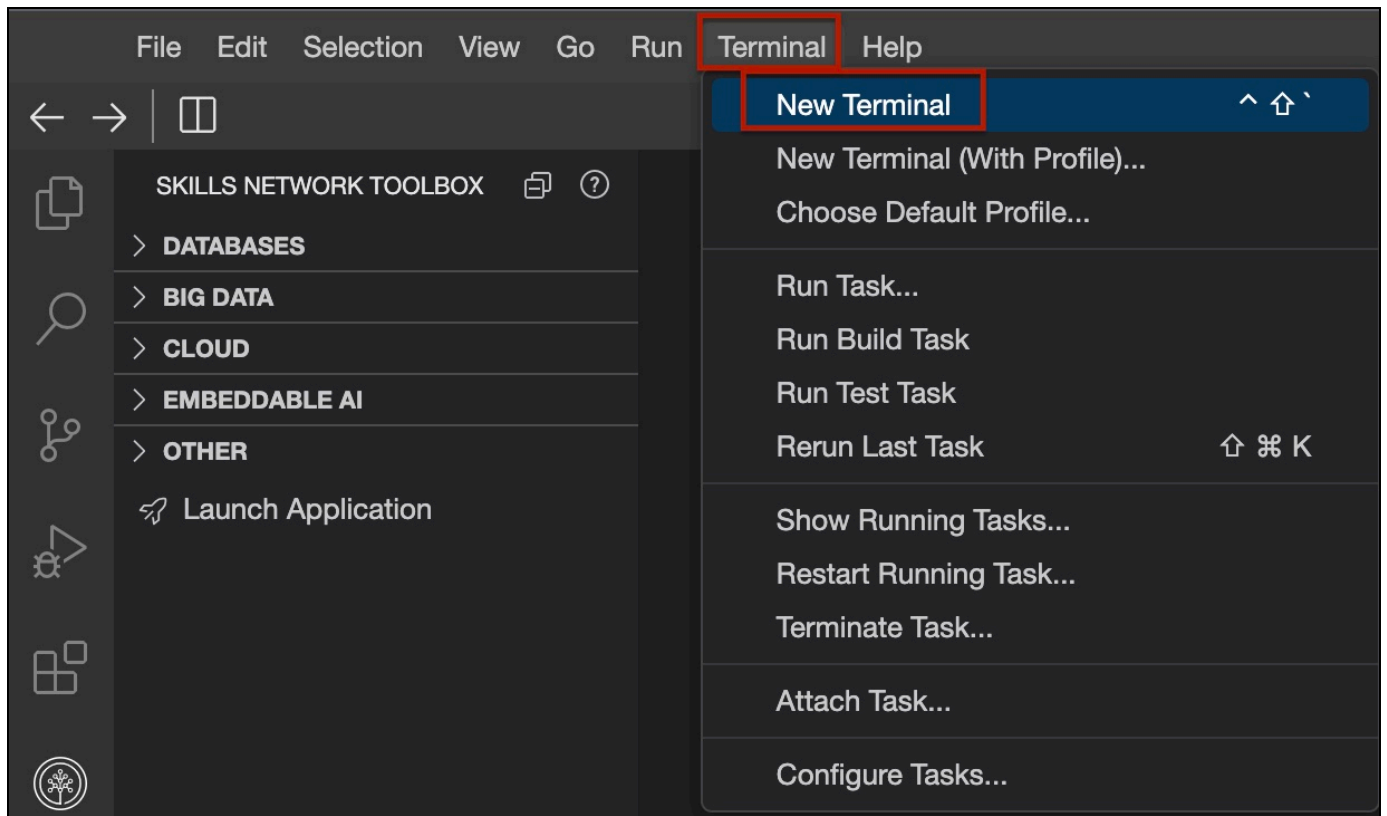 File Edit Selection View Go Run Terminal Help
SKILLS NETWORK TOOLBOX
DATABASES
BIG DATA
CLOUD
EMBEDDABLE AI
OTHER
Launch Application
New Terminal ^ ⇧ `
New Terminal (With Profile)...
Choose Default Profile...
Run Task...
Run Build Task
Run Test Task
Rerun Last Task ⇧ ⌘ K
Show Running Tasks...
Restart Running Task...
Terminate Task...
Attach Task...
Configure Tasks...